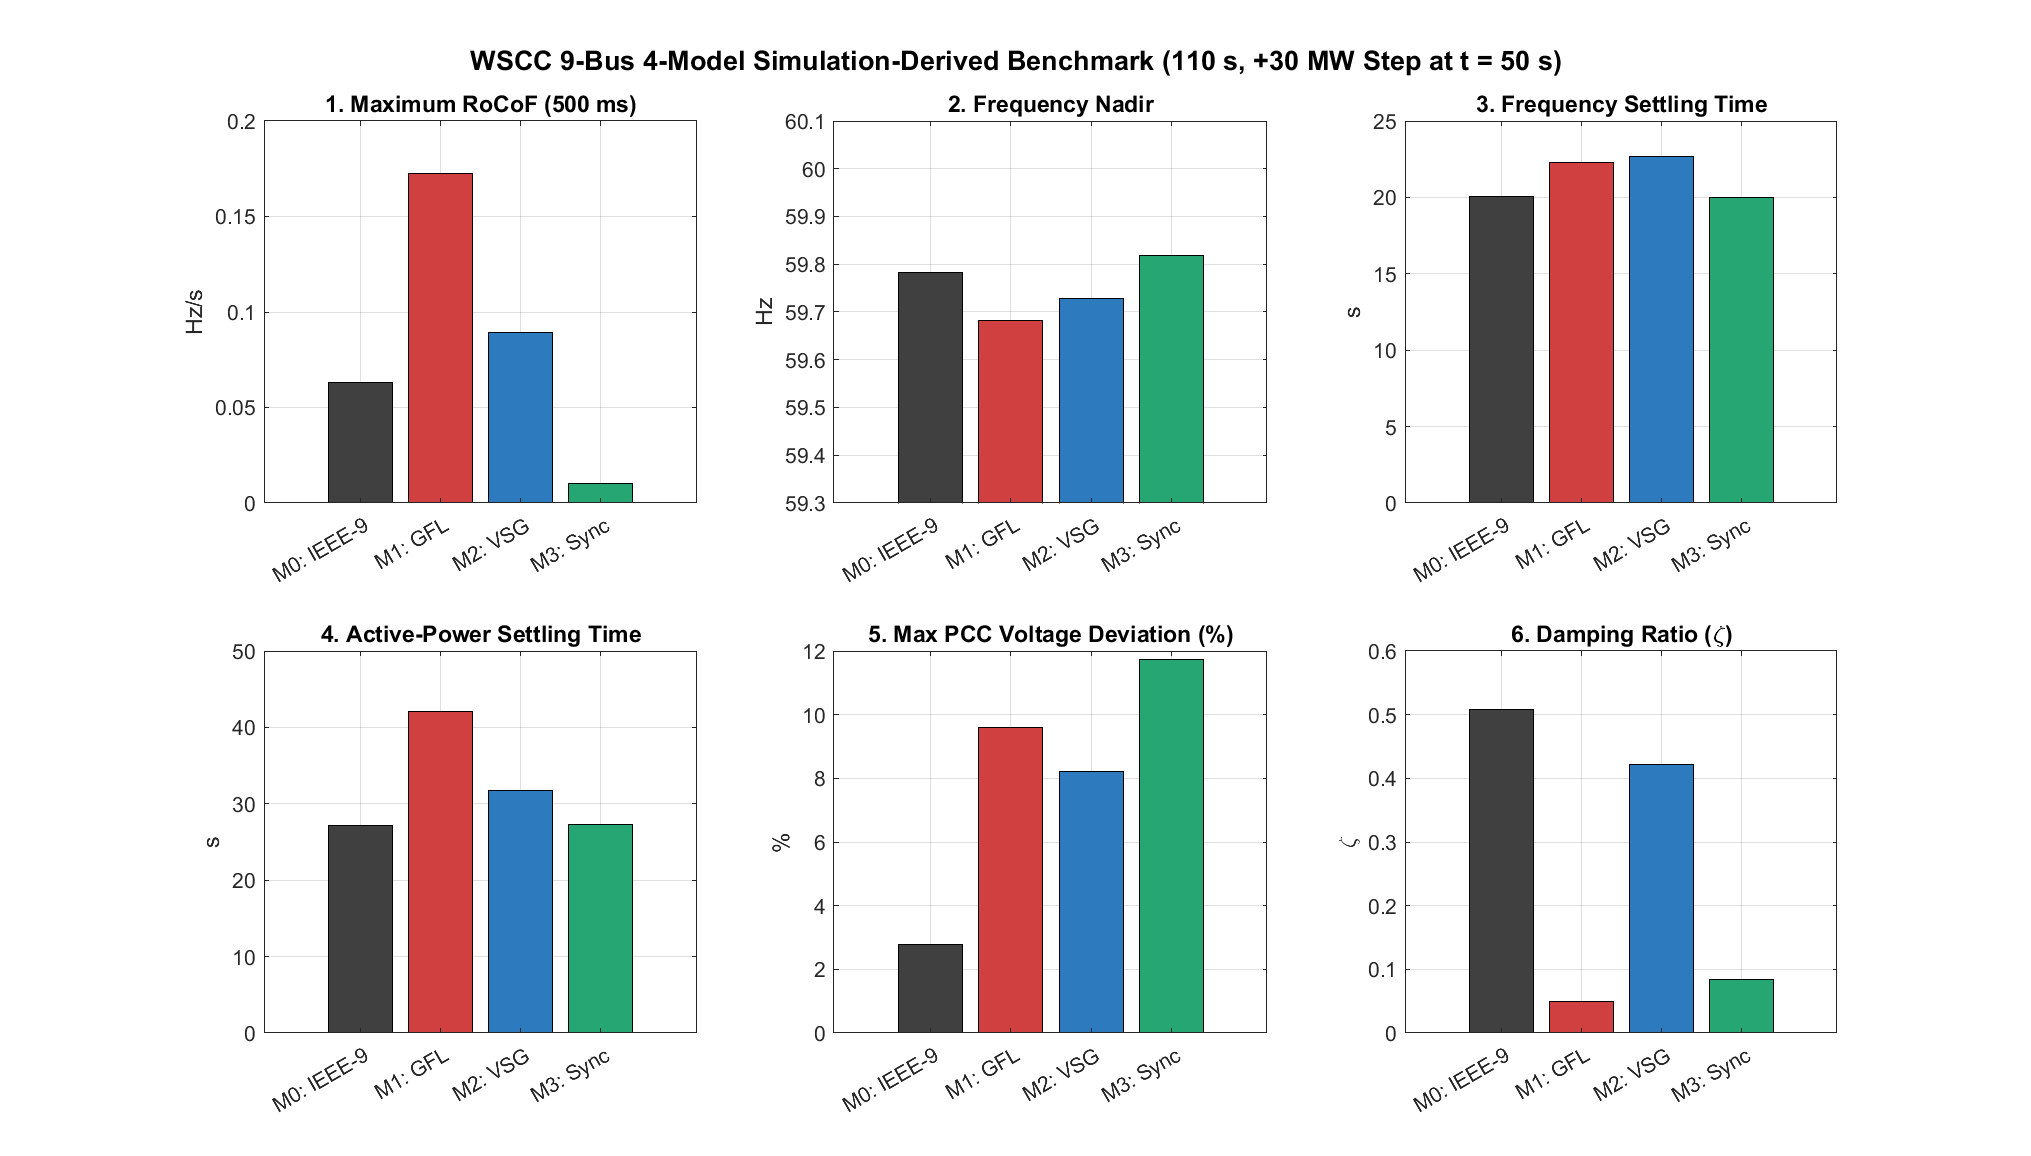 WSCC 9-Bus 4-Model Simulation-Derived Benchmark (110 s, +30 MW Step at t = 50 s)
1. Maximum RoCoF (500 ms)
0.2
0.15
0.1
0.05
0
Hz/s
M0: IEEE-9
M1: GFL
M2: VSG
M3: Sync
2. Frequency Nadir
60.1
60
59.9
59.8
59.7
59.6
59.5
59.4
59.3
Hz
M0: IEEE-9
M1: GFL
M2: VSG
M3: Sync
3. Frequency Settling Time
25
20
15
10
5
0
s
M0: IEEE-9
M1: GFL
M2: VSG
M3: Sync
4. Active-Power Settling Time
50
40
30
20
10
0
s
M0: IEEE-9
M1: GFL
M2: VSG
M3: Sync
5. Max PCC Voltage Deviation (%)
12
10
8
6
4
2
0
%
M0: IEEE-9
M1: GFL
M2: VSG
M3: Sync
6. Damping Ratio (ζ)
0.6
0.5
0.4
0.3
0.2
0.1
0
ζ
M0: IEEE-9
M1: GFL
M2: VSG
M3: Sync